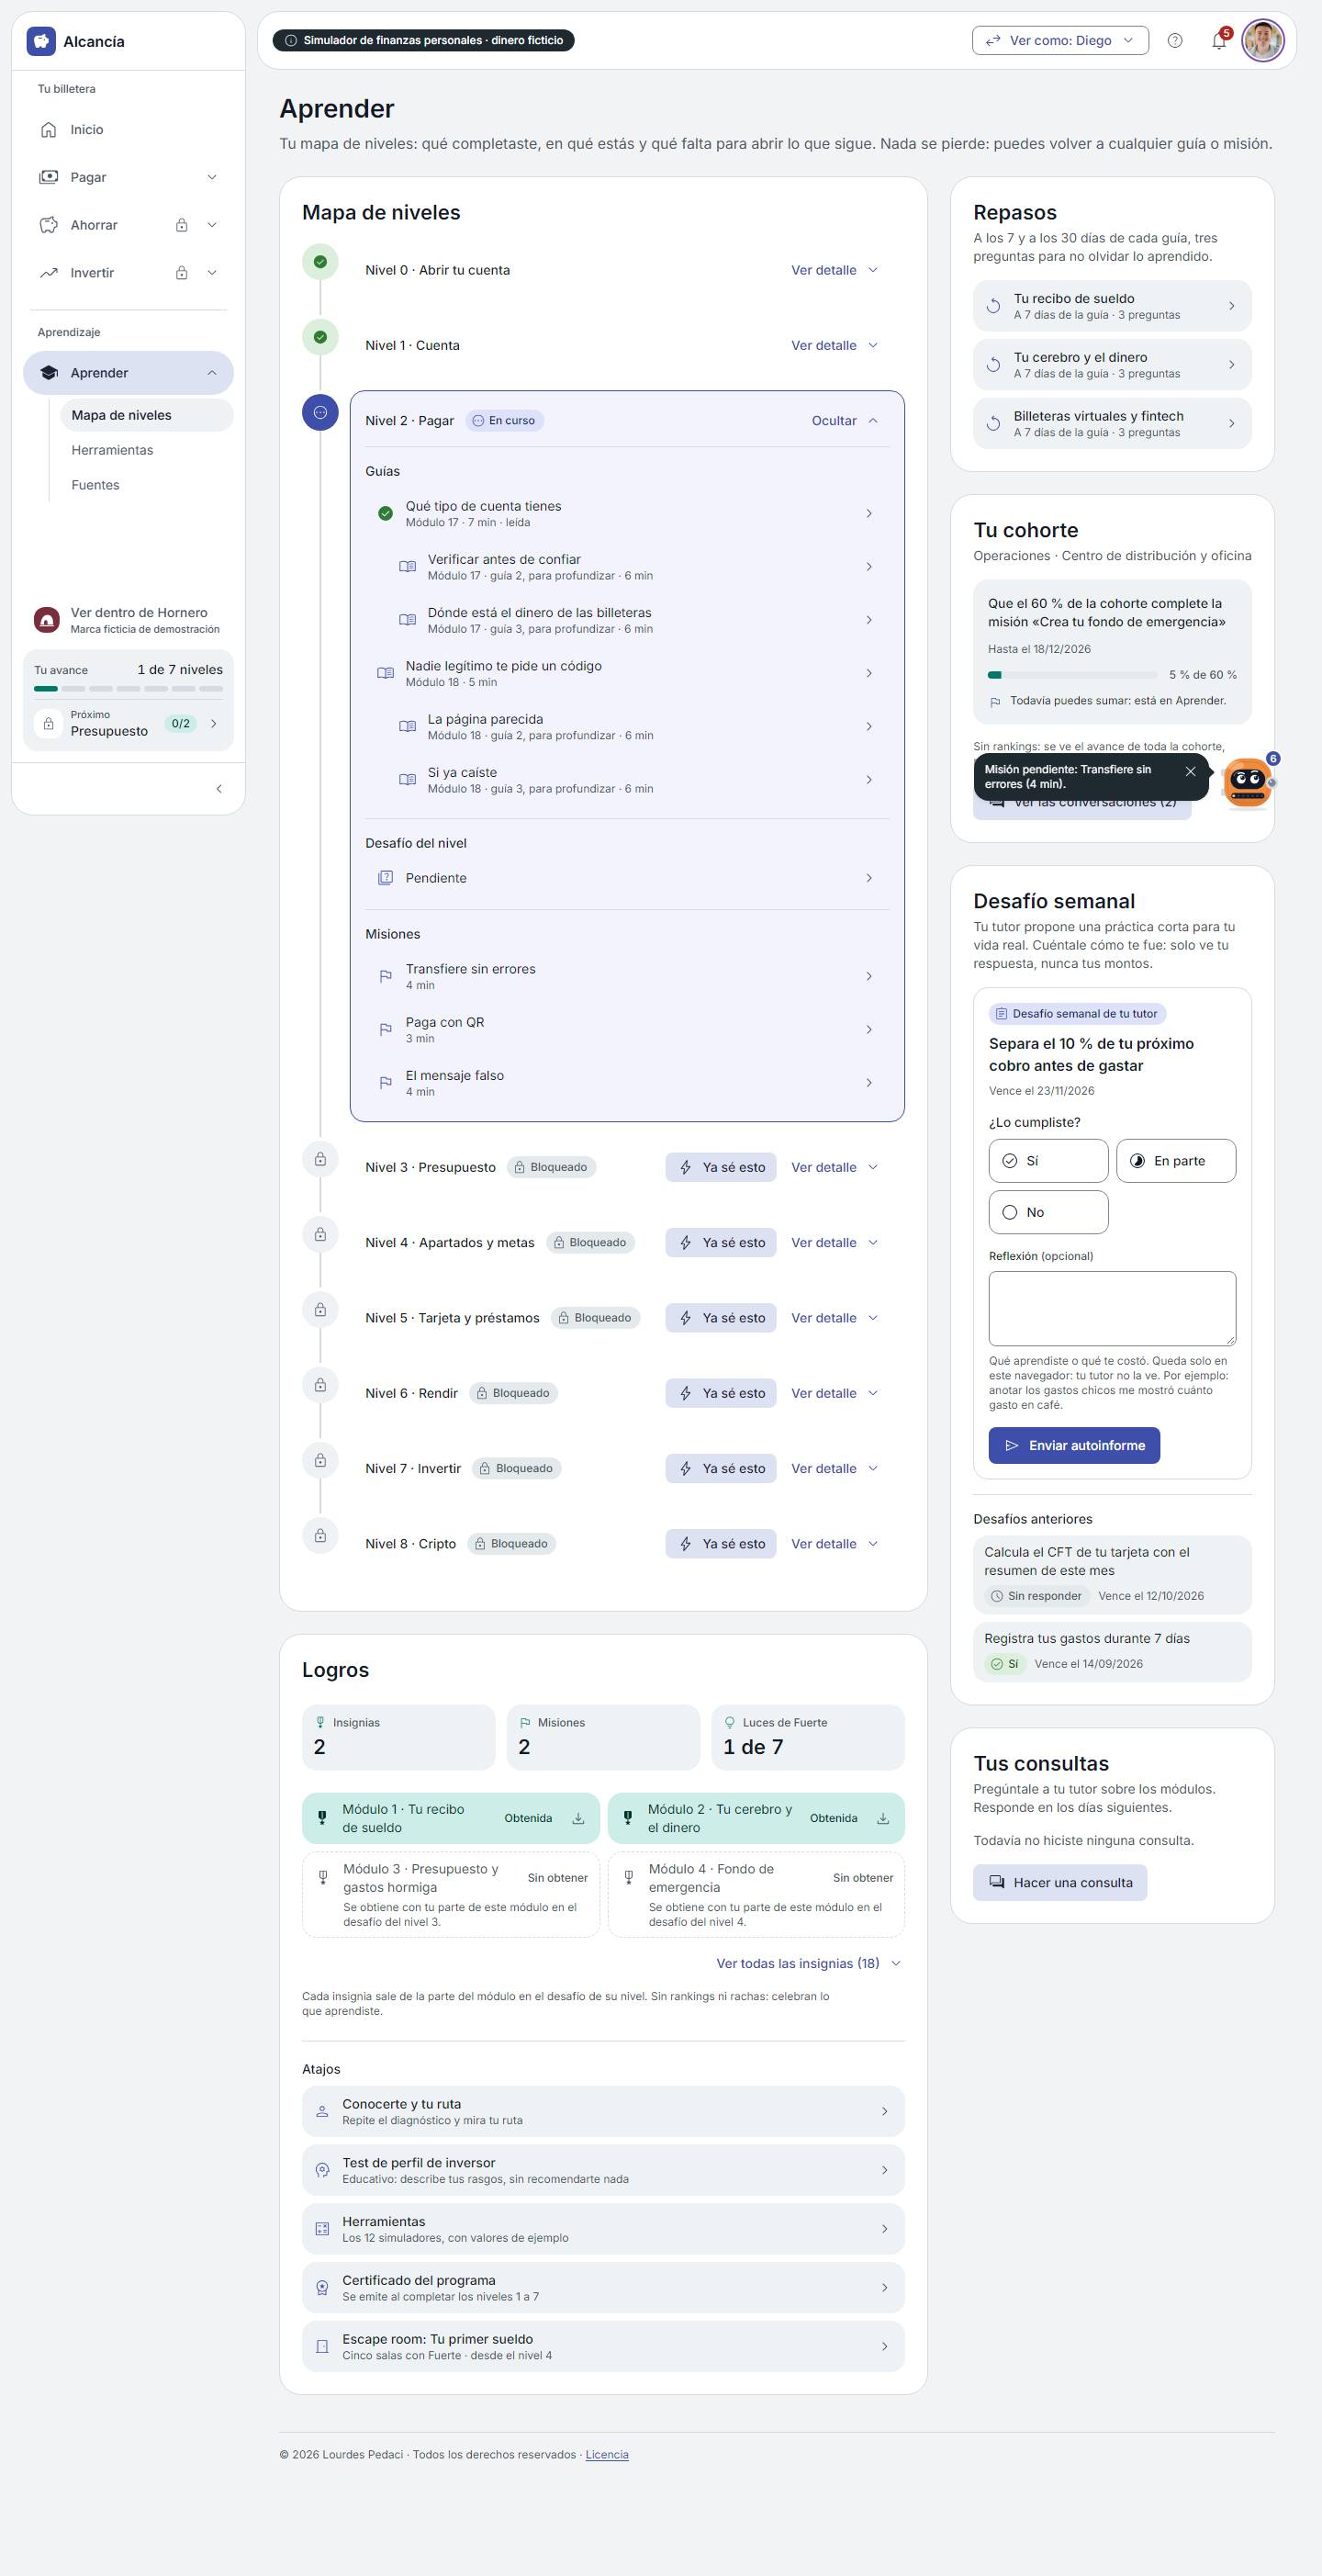 Alcancía
Tu billetera
Inicio
Pagar
Ahorrar
Invertir
Aprendizaje
Aprender
Mapa de niveles
Herramientas
Fuentes
Ver dentro de Hornero
Marca ficticia de demostración
Tu avance
1 de 7 niveles
Próximo
Presupuesto
0/2
Simulador de finanzas personales · dinero ficticio
Ver como: Diego
5
Aprender
Tu mapa de niveles: qué completaste, en qué estás y qué falta para abrir lo que sigue. Nada se pierde: puedes volver a cualquier guía o misión.
Mapa de niveles
Nivel 0 · Abrir tu cuenta
Ver detalle
Nivel 1 · Cuenta
Ver detalle
Nivel 2 · Pagar
En curso
Ocultar
Guías
Qué tipo de cuenta tienes
Módulo 17 · 7 min · leída
Verificar antes de confiar
Módulo 17 · guía 2, para profundizar · 6 min
Dónde está el dinero de las billeteras
Módulo 17 · guía 3, para profundizar · 6 min
Nadie legítimo te pide un código
Módulo 18 · 5 min
La página parecida
Módulo 18 · guía 2, para profundizar · 6 min
Si ya caíste
Módulo 18 · guía 3, para profundizar · 6 min
Desafío del nivel
Pendiente
Misiones
Transfiere sin errores
4 min
Paga con QR
3 min
El mensaje falso
4 min
Nivel 3 · Presupuesto
Bloqueado
Ya sé esto
Ver detalle
Nivel 4 · Apartados y metas
Bloqueado
Ya sé esto
Ver detalle
Nivel 5 · Tarjeta y préstamos
Bloqueado
Ya sé esto
Ver detalle
Nivel 6 · Rendir
Bloqueado
Ya sé esto
Ver detalle
Nivel 7 · Invertir
Bloqueado
Ya sé esto
Ver detalle
Nivel 8 · Cripto
Bloqueado
Ya sé esto
Ver detalle
Logros
Insignias
2
Misiones
2
Luces de Fuerte
1 de 7
Módulo 1 · Tu recibo
de sueldo
Obtenida
Módulo 2 · Tu cerebro y
el dinero
Obtenida
Módulo 3 · Presupuesto y
gastos hormiga
Sin obtener
Se obtiene con tu parte de este módulo en el
desafío del nivel 3.
Módulo 4 · Fondo de
emergencia
Sin obtener
Se obtiene con tu parte de este módulo en el
desafío del nivel 4.
Ver todas las insignias (18)
Cada insignia sale de la parte del módulo en el desafío de su nivel. Sin rankings ni rachas: celebran lo
que aprendiste.
Atajos
Conocerte y tu ruta
Repite el diagnóstico y mira tu ruta
Test de perfil de inversor
Educativo: describe tus rasgos, sin recomendarte nada
Herramientas
Los 12 simuladores, con valores de ejemplo
Certificado del programa
Se emite al completar los niveles 1 a 7
Escape room: Tu primer sueldo
Cinco salas con Fuerte · desde el nivel 4
Repasos
A los 7 y a los 30 días de cada guía, tres
preguntas para no olvidar lo aprendido.
Tu recibo de sueldo
A 7 días de la guía · 3 preguntas
Tu cerebro y el dinero
A 7 días de la guía · 3 preguntas
Billeteras virtuales y fintech
A 7 días de la guía · 3 preguntas
Tu cohorte
Operaciones · Centro de distribución y oficina
Que el 60 % de la cohorte complete la
misión «Crea tu fondo de emergencia»
Hasta el 18/12/2026
5 % de 60 %
Todavía puedes sumar: está en Aprender.
Sin rankings: se ve el avance de toda la cohorte,
Misión pendiente: Transfiere sin
errores (4 min).
6
Ver las conversaciones (2)
Desafío semanal
Tu tutor propone una práctica corta para tu
vida real. Cuéntale cómo te fue: solo ve tu
respuesta, nunca tus montos.
Desafío semanal de tu tutor
Separa el 10 % de tu próximo
cobro antes de gastar
Vence el 23/11/2026
¿Lo cumpliste?
Sí
En parte
No
Reflexión (opcional)
Qué aprendiste o qué te costó. Queda solo en
este navegador: tu tutor no la ve. Por ejemplo:
anotar los gastos chicos me mostró cuánto
gasto en café.
Enviar autoinforme
Desafíos anteriores
Calcula el CFT de tu tarjeta con el
resumen de este mes
Sin responder
Vence el 12/10/2026
Registra tus gastos durante 7 días
Sí
Vence el 14/09/2026
Tus consultas
Pregúntale a tu tutor sobre los módulos.
Responde en los días siguientes.
Todavía no hiciste ninguna consulta.
Hacer una consulta
© 2026 Lourdes Pedaci · Todos los derechos reservados · Licencia